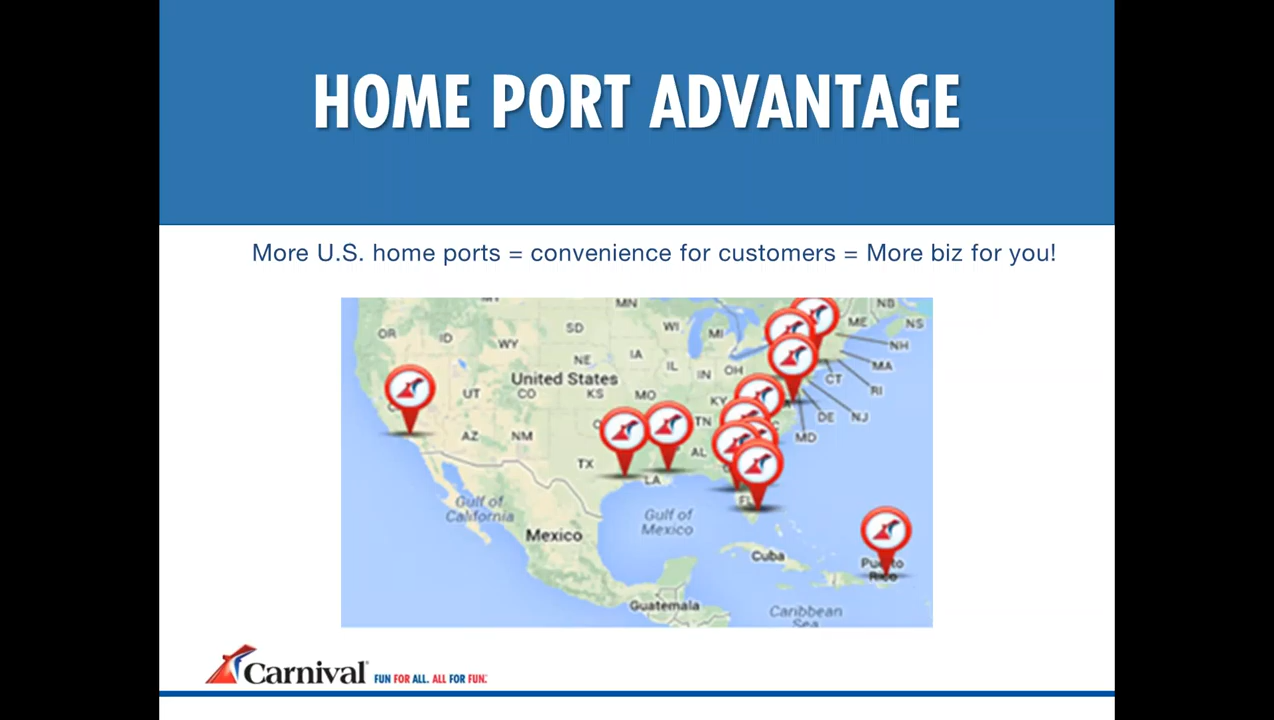 HOME PORT ADVANTAGE
More U.S. home ports = convenience for customers = More biz for you!
MN
NB
OR
ID
SD
WI
MI
ME
NS
WY
NH
NE
IA
IL
IN
OH
MA
United States
CT
RI
UT
CO
KS
MO
KY
DE
NJ
AZ
NM
TN
MD
TX
AL
LA
FL
Gulf of
California
Gulf of
Mexico
Mexico
Cuba
Puerto
Rico
Guatemala
Caribbean
Sea
Carnival® FUN FOR ALL. ALL FOR FUN.